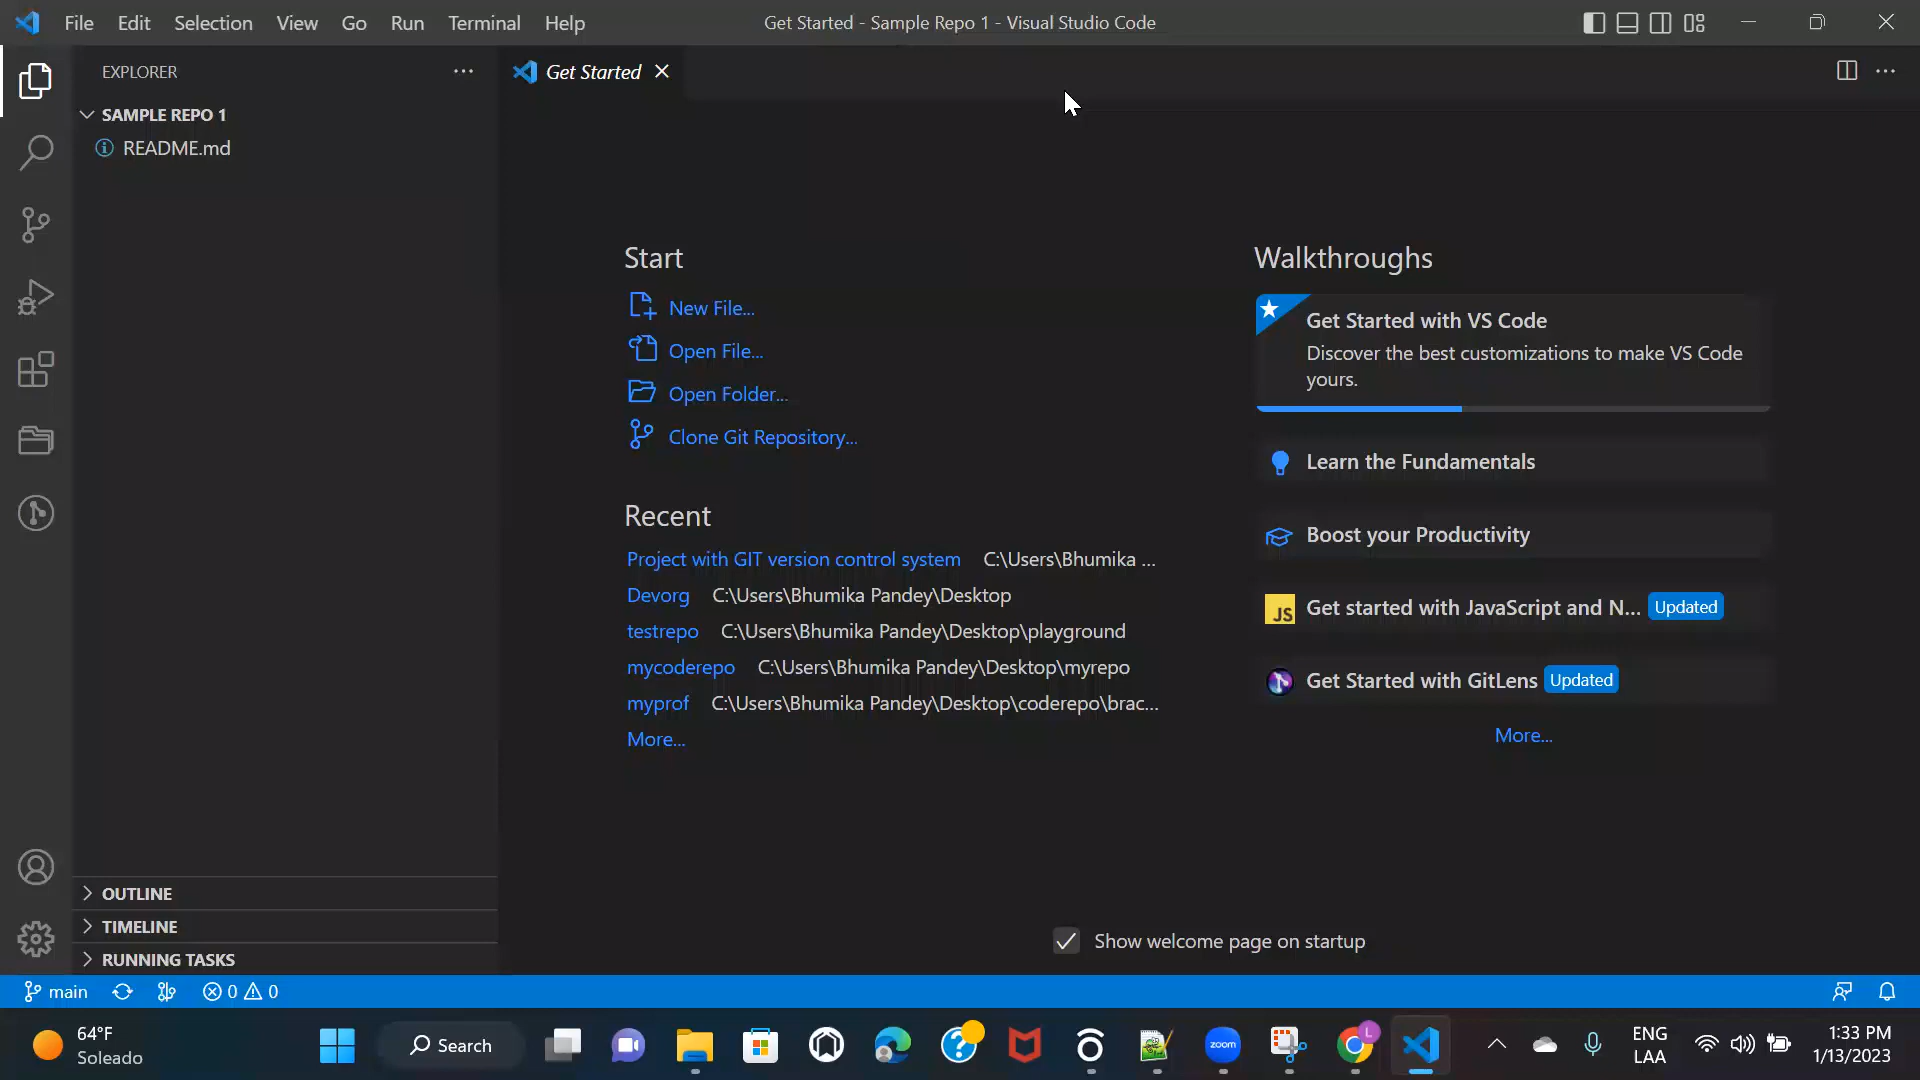 File Edit Selection View Go Run Terminal Help
Get Started - Sample Repo 1 - Visual Studio Code
EXPLORER
Get Started
SAMPLE REPO 1
README.md
Start
New File...
Open File...
Open Folder...
Clone Git Repository...
Recent
Project with GIT version control system C:\Users\Bhumika ...
Devorg C:\Users\Bhumika Pandey\Desktop
testrepo C:\Users\Bhumika Pandey\Desktop\playground
mycoderepo C:\Users\Bhumika Pandey\Desktop\myrepo
myprof C:\Users\Bhumika Pandey\Desktop\coderepo\brac...
More...
Walkthroughs
Get Started with VS Code
Discover the best customizations to make VS Code
yours.
Learn the Fundamentals
Boost your Productivity
JS Get started with JavaScript and N... Updated
Get Started with GitLens Updated
More...
OUTLINE
TIMELINE
RUNNING TASKS
Show welcome page on startup
main 0 0
64°F
Soleado
Search
zoom
L
ENG
LAA
1:33 PM
1/13/2023